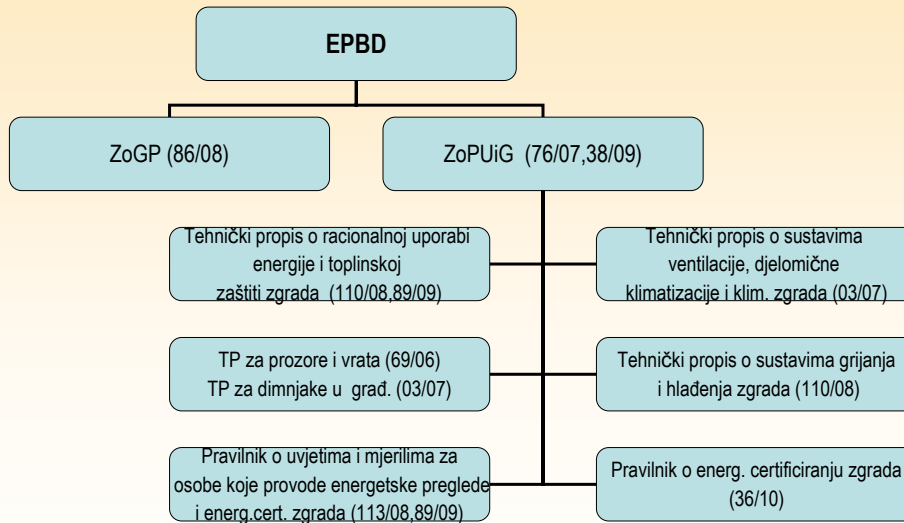 EPBD
ZoGP (86/08)
ZoPUiG  (76/07,38/09)
Tehnički propis o racionalnoj uporabi
energije i toplinskoj
zaštiti zgrada  (110/08,89/09)
Tehnički propis o sustavima
ventilacije, djelomične
klimatizacije i klim. zgrada (03/07)
TP za prozore i vrata (69/06)
TP za dimnjake u  građ. (03/07)
Tehnički propis o sustavima grijanja
i hlađenja zgrada (110/08)
Pravilnik o uvjetima i mjerilima za
osobe koje provode energetske preglede
i energ.cert. zgrada (113/08,89/09)
Pravilnik o energ. certificiranju zgrada
(36/10)